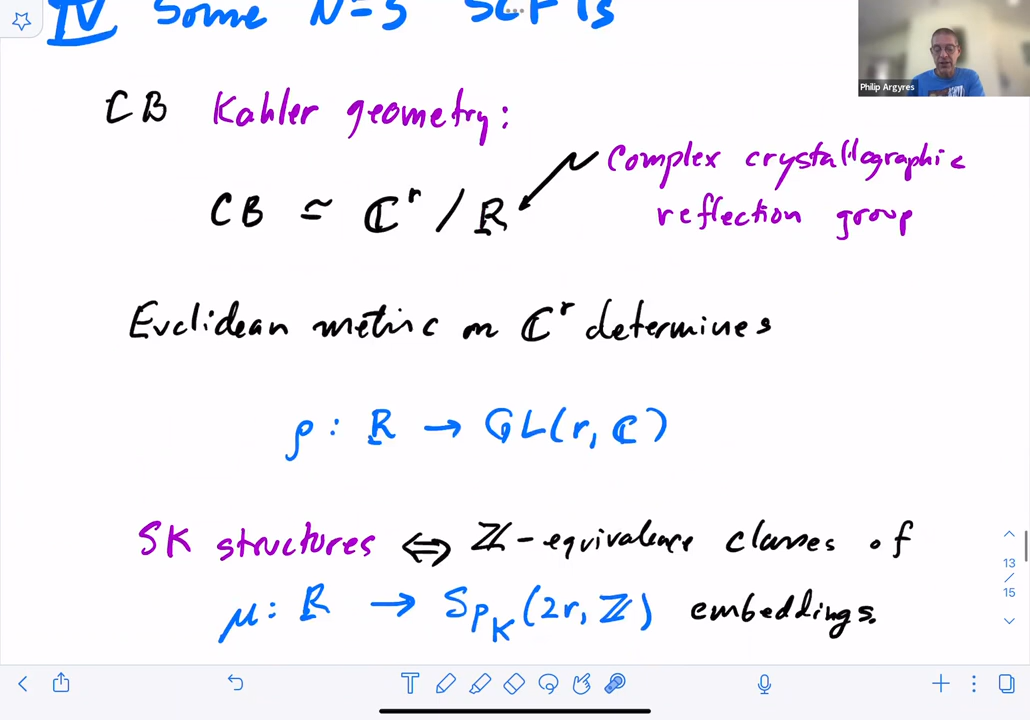 IV Some N=3 SCFTs
Philip Argyres
CB Kahler geometry:
Complex crystallographic
reflection group
CB ≃ ℂʳ / R
Euclidean metric on ℂʳ determines
ρ : R → GL(r, ℂ)
SK structures ⇔ ℤ-equivalence classes of
μ : R → Sp_K(2r, ℤ) embeddings.
13
/
15
T